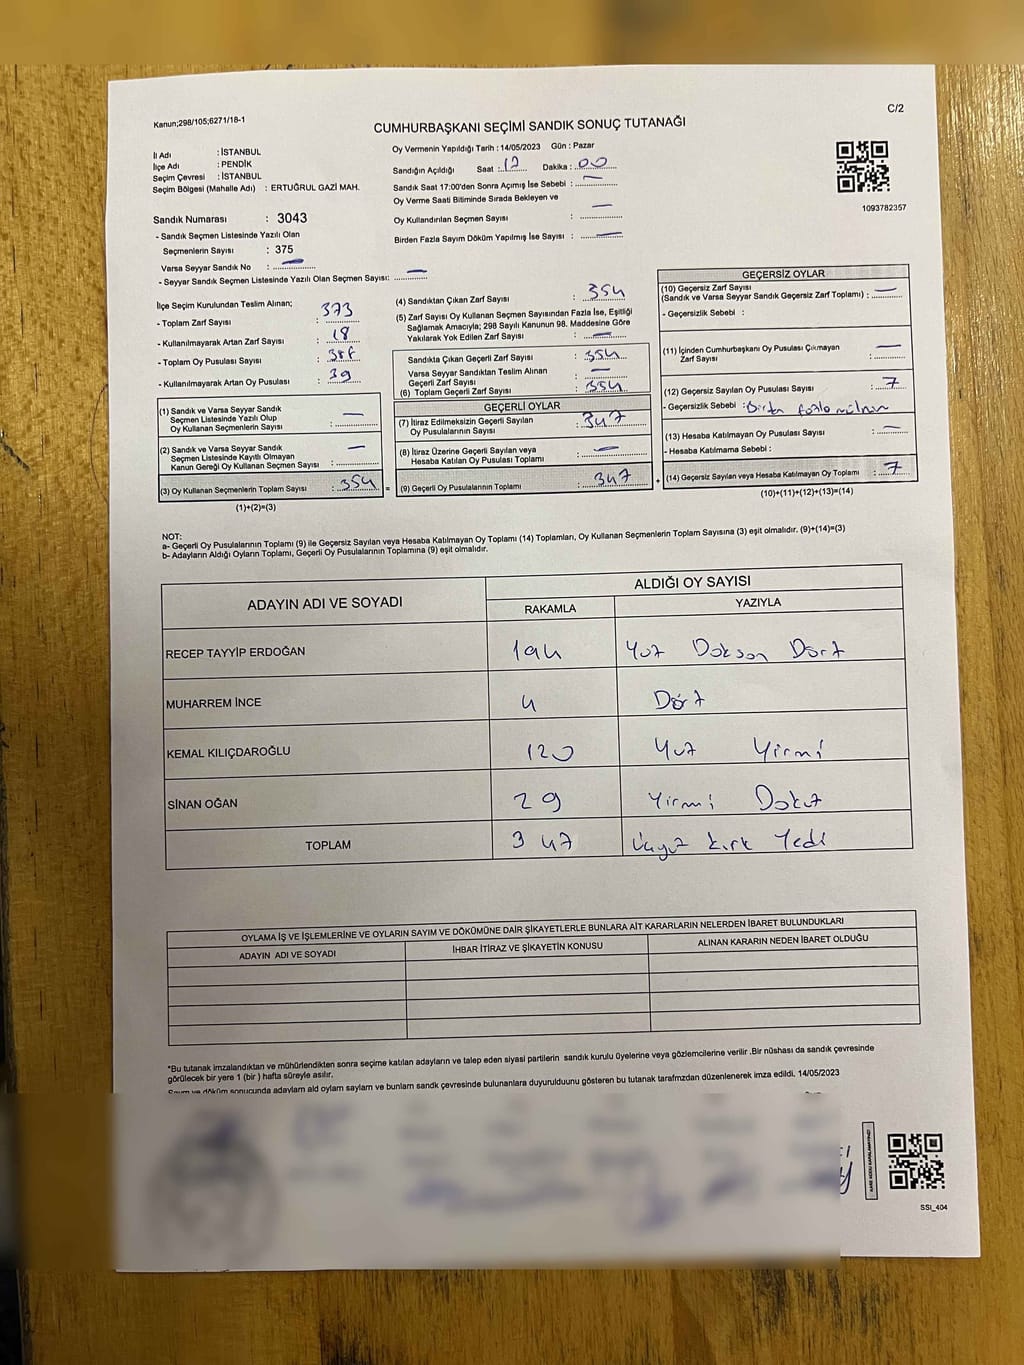 Kanun;298/105;6271/18-1
C/2
CUMHURBAŞKANI SEÇİMİ SANDIK SONUÇ TUTANAĞI
İl Adı : İSTANBUL
İlçe Adı : PENDİK
Seçim Çevresi : İSTANBUL
Seçim Bölgesi (Mahalle Adı) : ERTUĞRUL GAZİ MAH.
Sandık Numarası : 3043
- Sandık Seçmen Listesinde Yazılı Olan
Seçmenlerin Sayısı : 375
Varsa Seyyar Sandık No : —
- Seyyar Sandık Seçmen Listesinde Yazılı Olan Seçmen Sayısı: —
Oy Vermenin Yapıldığı Tarih : 14/05/2023 Gün : Pazar
Sandığın Açıldığı Saat : 17 Dakika : 00
Sandık Saat 17:00'den Sonra Açımış İse Sebebi : —
Oy Verme Saati Bitiminde Sırada Bekleyen ve —
Oy Kullandırılan Seçmen Sayısı :
Birden Fazla Sayım Döküm Yapılmış İse Sayısı : —
1093782357
İlçe Seçim Kurulundan Teslim Alınan;
- Toplam Zarf Sayısı : 373
- Kullanılmayarak Artan Zarf Sayısı : 18
- Toplam Oy Pusulası Sayısı :
- Kullanılmayarak Artan Oy Pusulası : 39
(1) Sandık ve Varsa Seyyar Sandık
Seçmen Listesinde Yazılı Olup
Oy Kullanan Seçmenlerin Sayısı : —
(2) Sandık ve Varsa Seyyar Sandık
Seçmen Listesinde Kayıtlı Olmayan
Kanun Gereği Oy Kullanan Seçmen Sayısı : —
(3) Oy Kullanan Seçmenlerin Toplam Sayısı : 354 =
(1)+(2)=(3)
(4) Sandıktan Çıkan Zarf Sayısı : 354
(5) Zarf Sayısı Oy Kullanan Seçmen Sayısından Fazla İse, Eşitliği
Sağlamak Amacıyla; 298 Sayılı Kanunun 98. Maddesine Göre
Yakılarak Yok Edilen Zarf Sayısı : —
Sandıkta Çıkan Geçerli Zarf Sayısı : 354
Varsa Seyyar Sandıktan Teslim Alınan
Geçerli Zarf Sayısı : —
(6) Toplam Geçerli Zarf Sayısı : 354
GEÇERLİ OYLAR
(7) İtiraz Edilmeksizin Geçerli Sayılan
Oy Pusulalarının Sayısı : 347
(8) İtiraz Üzerine Geçerli Sayılan veya
Hesaba Katılan Oy Pusulası Toplamı : —
(9) Geçerli Oy Pusulalarının Toplamı : 347 +
GEÇERSİZ OYLAR
(10) Geçersiz Zarf Sayısı
(Sandık ve Varsa Seyyar Sandık Geçersiz Zarf Toplamı) : —
- Geçersizlik Sebebi :
(11) İçinden Cumhurbaşkanı Oy Pusulası Çıkmayan
Zarf Sayısı : —
(12) Geçersiz Sayılan Oy Pusulası Sayısı : 7
- Geçersizlik Sebebi : Birden fazla mühür
(13) Hesaba Katılmayan Oy Pusulası Sayısı : —
- Hesaba Katılmama Sebebi :
(14) Geçersiz Sayılan veya Hesaba Katılmayan Oy Toplamı : 7
(10)+(11)+(12)+(13)=(14)
NOT:
a- Geçerli Oy Pusulalarının Toplamı (9) ile Geçersiz Sayılan veya Hesaba Katılmayan Oy Toplamı (14) Toplamları, Oy Kullanan Seçmenlerin Toplam Sayısına (3) eşit olmalıdır. (9)+(14)=(3)
b- Adayların Aldığı Oyların Toplamı, Geçerli Oy Pusulalarının Toplamına (9) eşit olmalıdır.
ADAYIN ADI VE SOYADI
ALDIĞI OY SAYISI
RAKAMLA YAZIYLA
RECEP TAYYİP ERDOĞAN 194 Yüz Doksan Dört
MUHARREM İNCE 4 Dört
KEMAL KILIÇDAROĞLU 120 Yüz Yirmi
SİNAN OĞAN 29 Yirmi Dokuz
TOPLAM 347 Üçyüz kırk Yedi
OYLAMA İŞ VE İŞLEMLERİNE VE OYLARIN SAYIM VE DÖKÜMÜNE DAİR ŞİKAYETLERLE BUNLARA AİT KARARLARIN NELERDEN İBARET BULUNDUKLARI
ADAYIN ADI VE SOYADI İHBAR İTİRAZ VE ŞİKAYETİN KONUSU ALINAN KARARIN NEDEN İBARET OLDUĞU
*Bu tutanak imzalandıktan ve mühürlendikten sonra seçime katılan adayların ve talep eden siyasi partilerin sandık kurulu üyelerine veya gözlemcilerine verilir .Bir nüshası da sandık çevresinde
görülecek bir yere 1 (bir ) hafta süreyle asılır.
Sayım ve döküm sonucunda adaylam ald oylam saylam ve bunlam sandk çevresinde bulunanlara duyurulduunu gösteren bu tutanak tarafmzdan düzenlenerek imza edildi. 14/05/2023
SSI_404